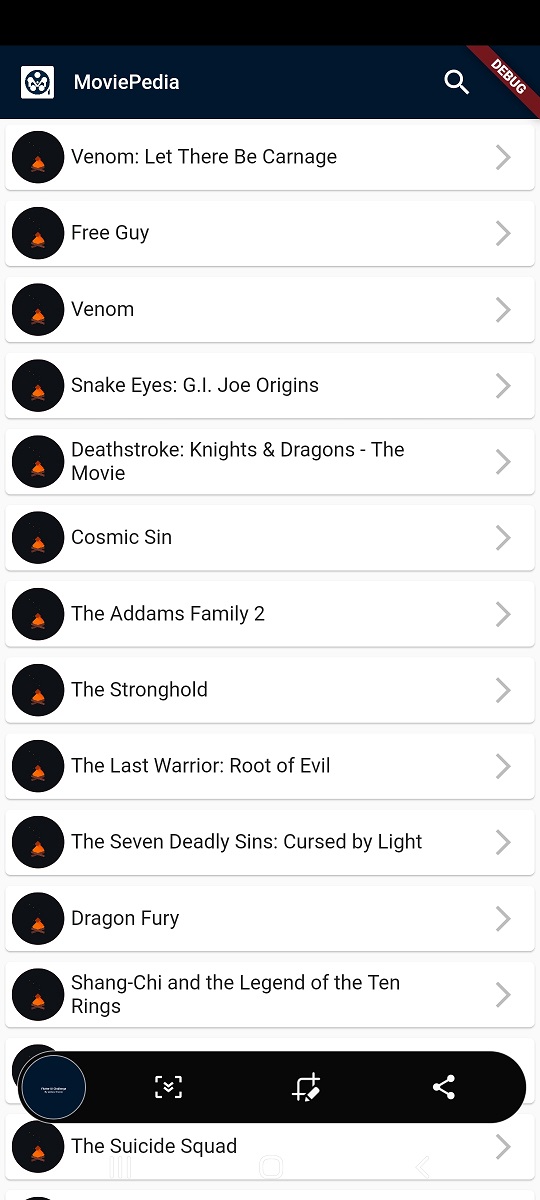 MoviePedia
DEBUG
Venom: Let There Be Carnage
Free Guy
Venom
Snake Eyes: G.I. Joe Origins
Deathstroke: Knights & Dragons - The
Movie
Cosmic Sin
The Addams Family 2
The Stronghold
The Last Warrior: Root of Evil
The Seven Deadly Sins: Cursed by Light
Dragon Fury
Shang-Chi and the Legend of the Ten
Rings
The Suicide Squad